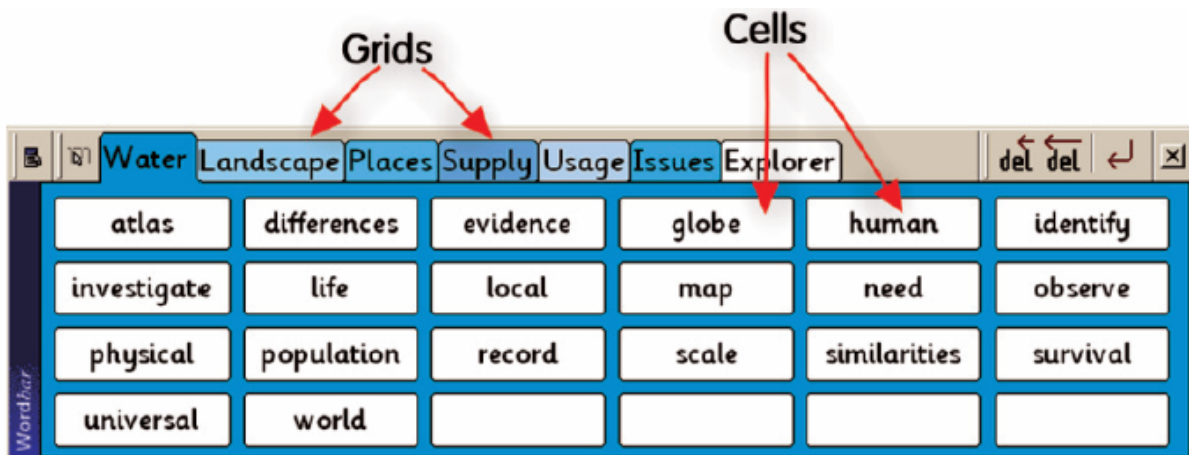 Grids
Cells
Water Landscape Places Supply Usage Issues Explorer del del
atlas differences evidence globe human identify
investigate life local map need observe
physical population record scale similarities survival
universal world
Wordbar